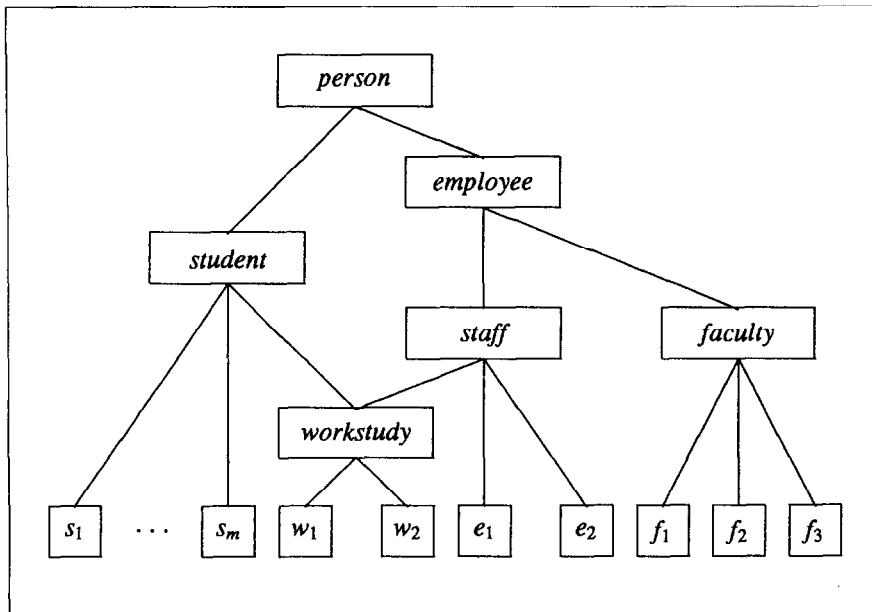 person
employee
student
staff faculty
workstudy
s1 ... sm w1 w2 e1 e2 f1 f2 f3